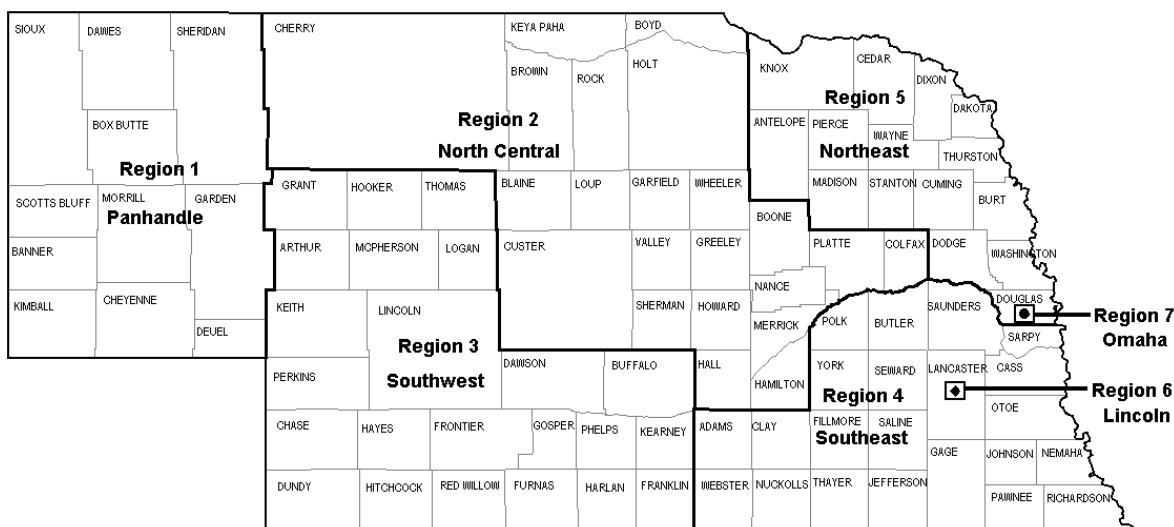 SIOUX
DAWES
SHERIDAN
CHERRY
KEYA PAHA
BOYD
KNOX
CEDAR
DIXON
DAKOTA
BROWN
ROCK
HOLT
Region 5
Region 2
North Central
ANTELOPE
PIERCE
WAYNE
Northeast
THURSTON
BOX BUTTE
Region 1
Panhandle
SCOTTS BLUFF
MORRILL
GARDEN
GRANT
HOOKER
THOMAS
BLAINE
LOUP
GARFIELD
WHEELER
MADISON
STANTON
CUMING
BURT
BOONE
BANNER
ARTHUR
MCPHERSON
LOGAN
CUSTER
VALLEY
GREELEY
PLATTE
COLFAX
DODGE
WASHINGTON
NANCE
KIMBALL
CHEYENNE
DEUEL
KEITH
LINCOLN
SHERMAN
HOWARD
MERRICK
POLK
BUTLER
SAUNDERS
DOUGLAS
SARPY
Region 7
Omaha
Region 3
Southwest
PERKINS
DAWSON
BUFFALO
HALL
HAMILTON
YORK
SEWARD
LANCASTER
CASS
Region 6
Lincoln
Region 4
Southeast
OTOE
CHASE
HAYES
FRONTIER
GOSPER
PHELPS
KEARNEY
ADAMS
CLAY
FILLMORE
SALINE
GAGE
JOHNSON
NEMAHA
DUNDY
HITCHCOCK
RED WILLOW
FURNAS
HARLAN
FRANKLIN
WEBSTER
NUCKOLLS
THAYER
JEFFERSON
PAWNEE
RICHARDSON